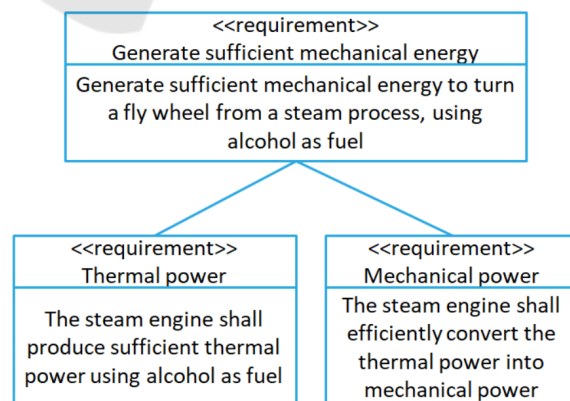 <<requirement>>
Generate sufficient mechanical energy
Generate sufficient mechanical energy to turn
a fly wheel from a steam process, using
alcohol as fuel
<<requirement>>
Thermal power
The steam engine shall
produce sufficient thermal
power using alcohol as fuel
<<requirement>>
Mechanical power
The steam engine shall
efficiently convert the
thermal power into
mechanical power